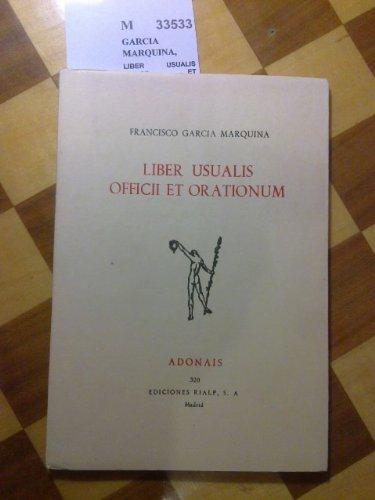 M 33533
GARCIA
MARQUINA,
LIBER USUALIS
ET
FRANCISCO GARCIA MARQUINA
LIBER USUALIS
OFFICII ET ORATIONUM
ADONAIS
320
EDICIONES RIALP, S. A
Madrid